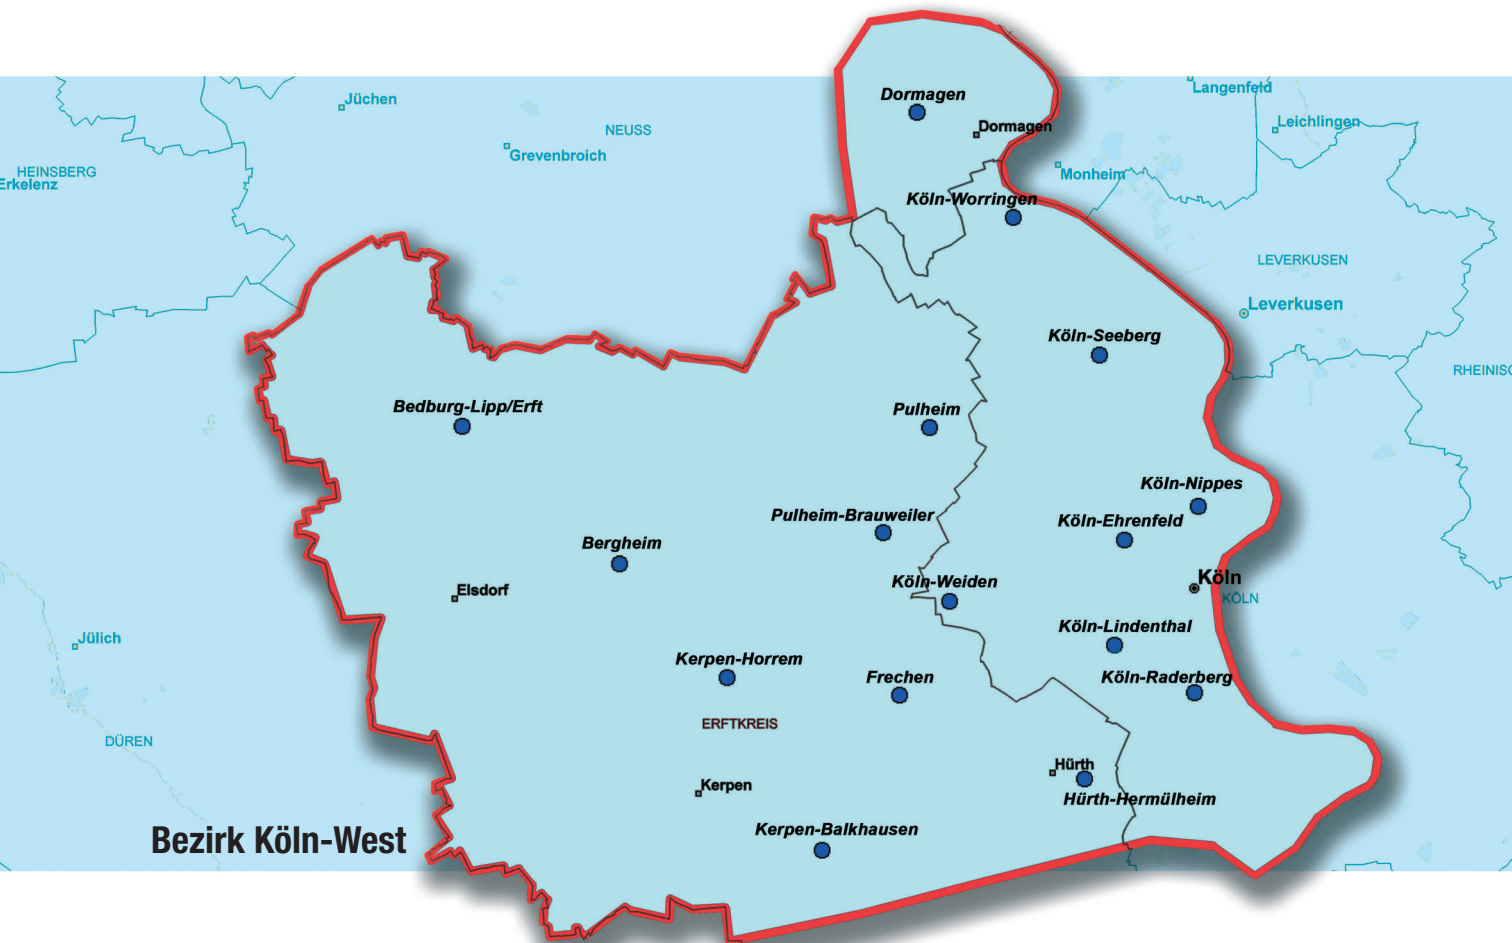 Langenfeld
Dormagen
Jüchen
Leichlingen
Dormagen
NEUSS
Grevenbroich
HEINSBERG
Monheim
Erkelenz
Köln-Worringen
LEVERKUSEN
Leverkusen
Köln-Seeberg
RHEINISC
Bedburg-Lipp/Erft
Pulheim
Köln-Nippes
Pulheim-Brauweiler
Köln-Ehrenfeld
Bergheim
Köln
Köln-Weiden
Elsdorf
KÖLN
Köln-Lindenthal
Jülich
Kerpen-Horrem
Frechen
Köln-Raderberg
ERFTKREIS
DÜREN
Hürth
Kerpen
Hürth-Hermülheim
Kerpen-Balkhausen
Bezirk Köln-West